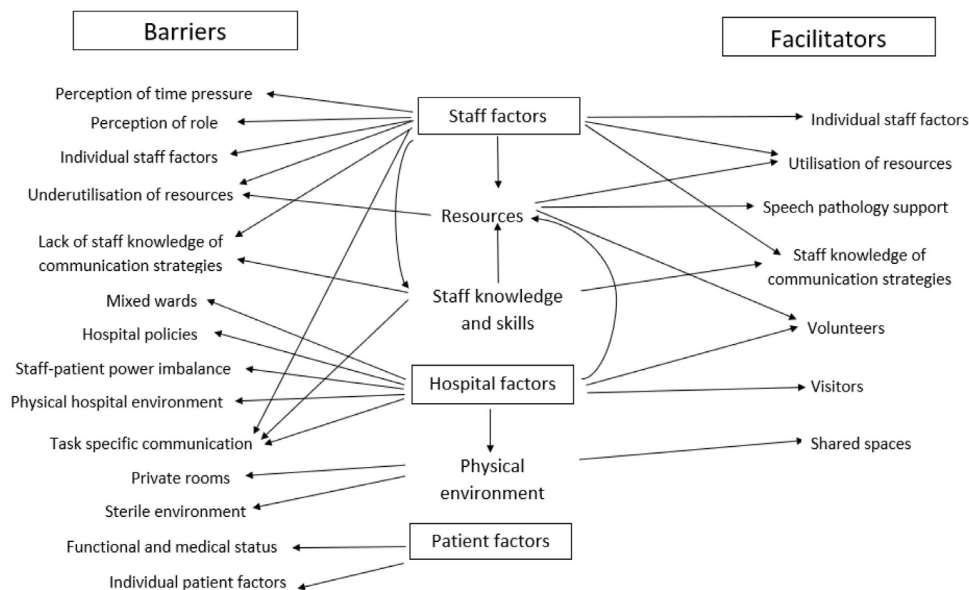 Barriers
Facilitators
Perception of time pressure
Perception of role
Individual staff factors
Underutilisation of resources
Lack of staff knowledge of
communication strategies
Mixed wards
Hospital policies
Staff-patient power imbalance
Physical hospital environment
Task specific communication
Private rooms
Sterile environment
Functional and medical status
Individual patient factors
Staff factors
Resources
Staff knowledge
and skills
Hospital factors
Physical
environment
Patient factors
Individual staff factors
Utilisation of resources
Speech pathology support
Staff knowledge of
communication strategies
Volunteers
Visitors
Shared spaces